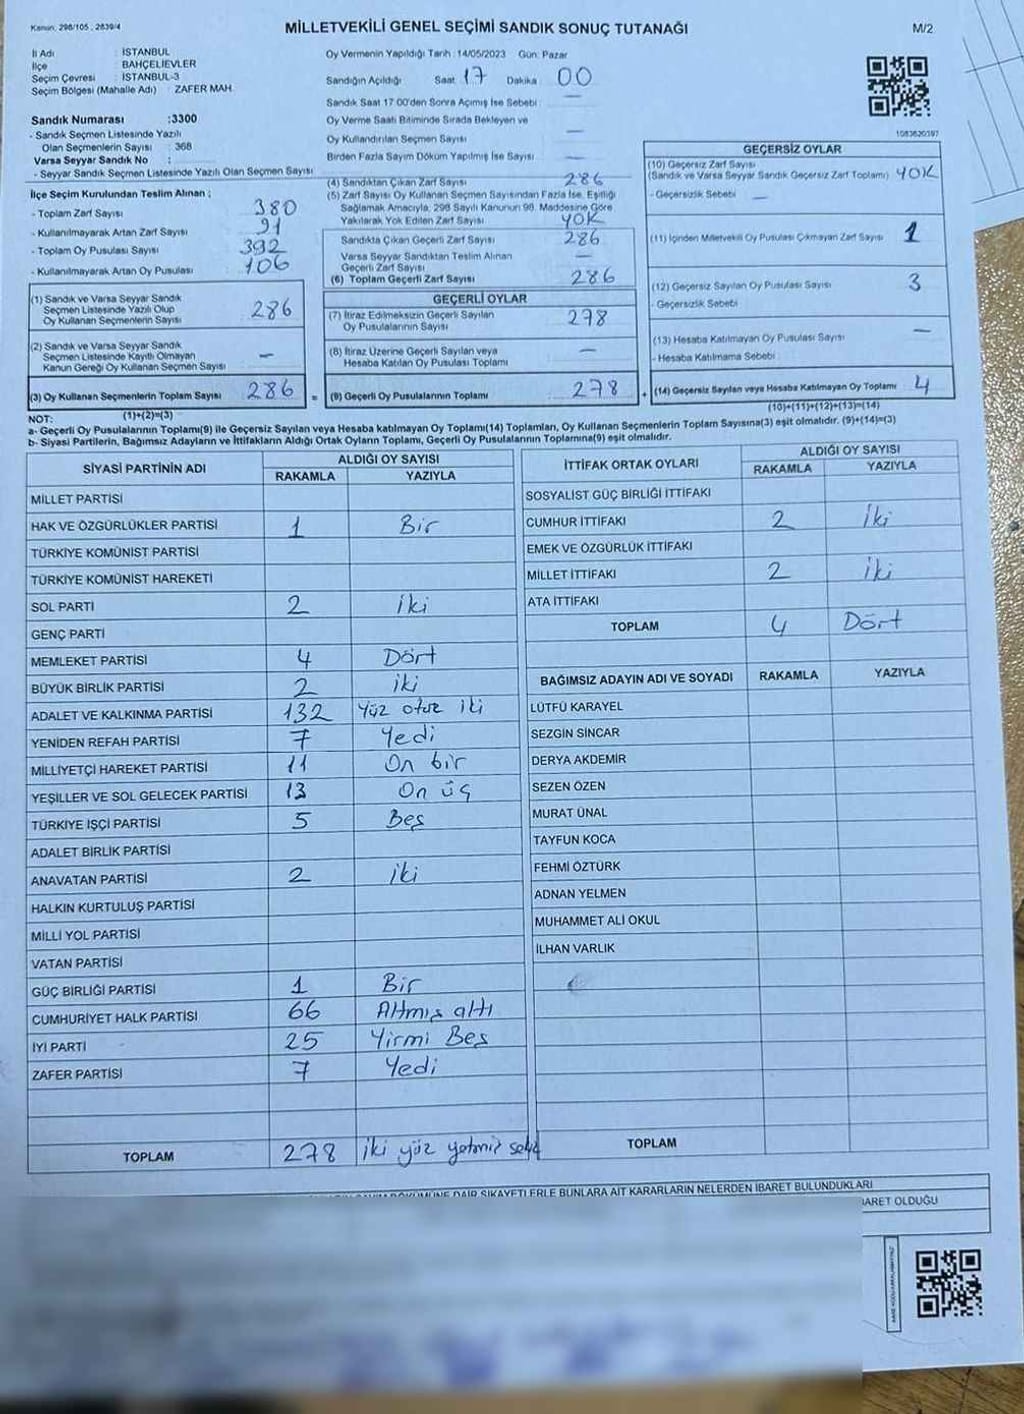 Kanun, 298/105, 2839/4
MİLLETVEKİLİ GENEL SEÇİMİ SANDIK SONUÇ TUTANAĞI
M/2
İl Adı : İSTANBUL
İlçe : BAHÇELİEVLER
Seçim Çevresi : İSTANBUL-3
Seçim Bölgesi (Mahalle Adı) : ZAFER MAH.
Sandık Numarası :3300
- Sandık Seçmen Listesinde Yazılı
Olan Seçmenlerin Sayısı : 368
Varsa Seyyar Sandık No :
- Seyyar Sandık Seçmen Listesinde Yazılı Olan Seçmen Sayısı
Oy Vermenin Yapıldığı Tarih :14/05/2023 Gün: Pazar
Sandığın Açıldığı Saat 17 Dakika 00
Sandık Saat 17.00'den Sonra Açımış İse Sebebi : —
Oy Verme Saati Bitiminde Sırada Bekleyen ve
Oy Kullandırılan Seçmen Sayısı —
Birden Fazla Sayım Döküm Yapılmış İse Sayısı —
İlçe Seçim Kurulundan Teslim Alınan ;
- Toplam Zarf Sayısı 380
- Kullanılmayarak Artan Zarf Sayısı 91
- Toplam Oy Pusulası Sayısı 392
- Kullanılmayarak Artan Oy Pusulası 106
(1) Sandık ve Varsa Seyyar Sandık
Seçmen Listesinde Yazılı Olup
Oy Kullanan Seçmenlerin Sayısı 286
(2) Sandık ve Varsa Seyyar Sandık
Seçmen Listesinde Kayıtlı Olmayan
Kanun Gereği Oy Kullanan Seçmen Sayısı —
(3) Oy Kullanan Seçmenlerin Toplam Sayısı 286 =
(1)+(2)=(3)
(4) Sandıktan Çıkan Zarf Sayısı 286
(5) Zarf Sayısı Oy Kullanan Seçmen Sayısından Fazla İse, Eşitliği
Sağlamak Amacıyla, 298 Sayılı Kanunun 98. Maddesine Göre
Yakılarak Yok Edilen Zarf Sayısı YOK
Sandıkta Çıkan Geçerli Zarf Sayısı 286
Varsa Seyyar Sandıktan Teslim Alınan
Geçerli Zarf Sayısı —
(6) Toplam Geçerli Zarf Sayısı 286
GEÇERLİ OYLAR
(7) İtiraz Edilmeksizin Geçerli Sayılan
Oy Pusulalarının Sayısı 278
(8) İtiraz Üzerine Geçerli Sayılan veya
Hesaba Katılan Oy Pusulası Toplamı —
(9) Geçerli Oy Pusulalarının Toplamı 278 +
1083620397
GEÇERSİZ OYLAR
(10) Geçersiz Zarf Sayısı
(Sandık ve Varsa Seyyar Sandık Geçersiz Zarf Toplamı) YOK
- Geçersizlik Sebebi : —
(11) İçinden Milletvekili Oy Pusulası Çıkmayan Zarf Sayısı 1
(12) Geçersiz Sayılan Oy Pusulası Sayısı 3
- Geçersizlik Sebebi :
(13) Hesaba Katılmayan Oy Pusulası Sayısı —
- Hesaba Katılmama Sebebi :
(14) Geçersiz Sayılan veya Hesaba Katılmayan Oy Toplamı 4
(10)+(11)+(12)+(13)=(14)
NOT:
a- Geçerli Oy Pusulalarının Toplamı(9) ile Geçersiz Sayılan veya Hesaba katılmayan Oy Toplamı(14) Toplamları, Oy Kullanan Seçmenlerin Toplam Sayısına(3) eşit olmalıdır. (9)+(14)=(3)
b- Siyasi Partilerin, Bağımsız Adayların ve İttifakların Aldığı Ortak Oyların Toplamı, Geçerli Oy Pusulalarının Toplamına(9) eşit olmalıdır.
SİYASİ PARTİNİN ADI ALDIĞI OY SAYISI
RAKAMLA YAZIYLA
MİLLET PARTİSİ
HAK VE ÖZGÜRLÜKLER PARTİSİ 1 Bir
TÜRKİYE KOMÜNİST PARTİSİ
TÜRKİYE KOMÜNİST HAREKETİ
SOL PARTİ 2 iki
GENÇ PARTİ
MEMLEKET PARTİSİ 4 Dört
BÜYÜK BİRLİK PARTİSİ 2 iki
ADALET VE KALKINMA PARTİSİ 132 Yüz otuz iki
YENİDEN REFAH PARTİSİ 7 Yedi
MİLLİYETÇİ HAREKET PARTİSİ 11 On bir
YEŞİLLER VE SOL GELECEK PARTİSİ 13 On üç
TÜRKİYE İŞÇİ PARTİSİ 5 Beş
ADALET BİRLİK PARTİSİ
ANAVATAN PARTİSİ 2 iki
HALKIN KURTULUŞ PARTİSİ
MİLLİ YOL PARTİSİ
VATAN PARTİSİ
GÜÇ BİRLİĞİ PARTİSİ 1 Bir
CUMHURİYET HALK PARTİSİ 66 Altmış altı
İYİ PARTİ 25 Yirmi Beş
ZAFER PARTİSİ 7 Yedi
TOPLAM 278 iki yüz yetmiş
İTTİFAK ORTAK OYLARI ALDIĞI OY SAYISI
RAKAMLA YAZIYLA
SOSYALİST GÜÇ BİRLİĞİ İTTİFAKI
CUMHUR İTTİFAKI 2 İki
EMEK VE ÖZGÜRLÜK İTTİFAKI
MİLLET İTTİFAKI 2 iki
ATA İTTİFAKI
TOPLAM 4 Dört
BAĞIMSIZ ADAYIN ADI VE SOYADI RAKAMLA YAZIYLA
LÜTFÜ KARAYEL
SEZGİN SİNCAR
DERYA AKDEMİR
SEZEN ÖZEN
MURAT ÜNAL
TAYFUN KOCA
FEHMİ ÖZTÜRK
ADNAN YELMEN
MUHAMMET ALİ OKUL
İLHAN VARLIK
TOPLAM
DAİR ŞİKAYETLERLE BUNLARA AİT KARARLARIN NELERDEN İBARET BULUNDUKLARI
OLDUĞU